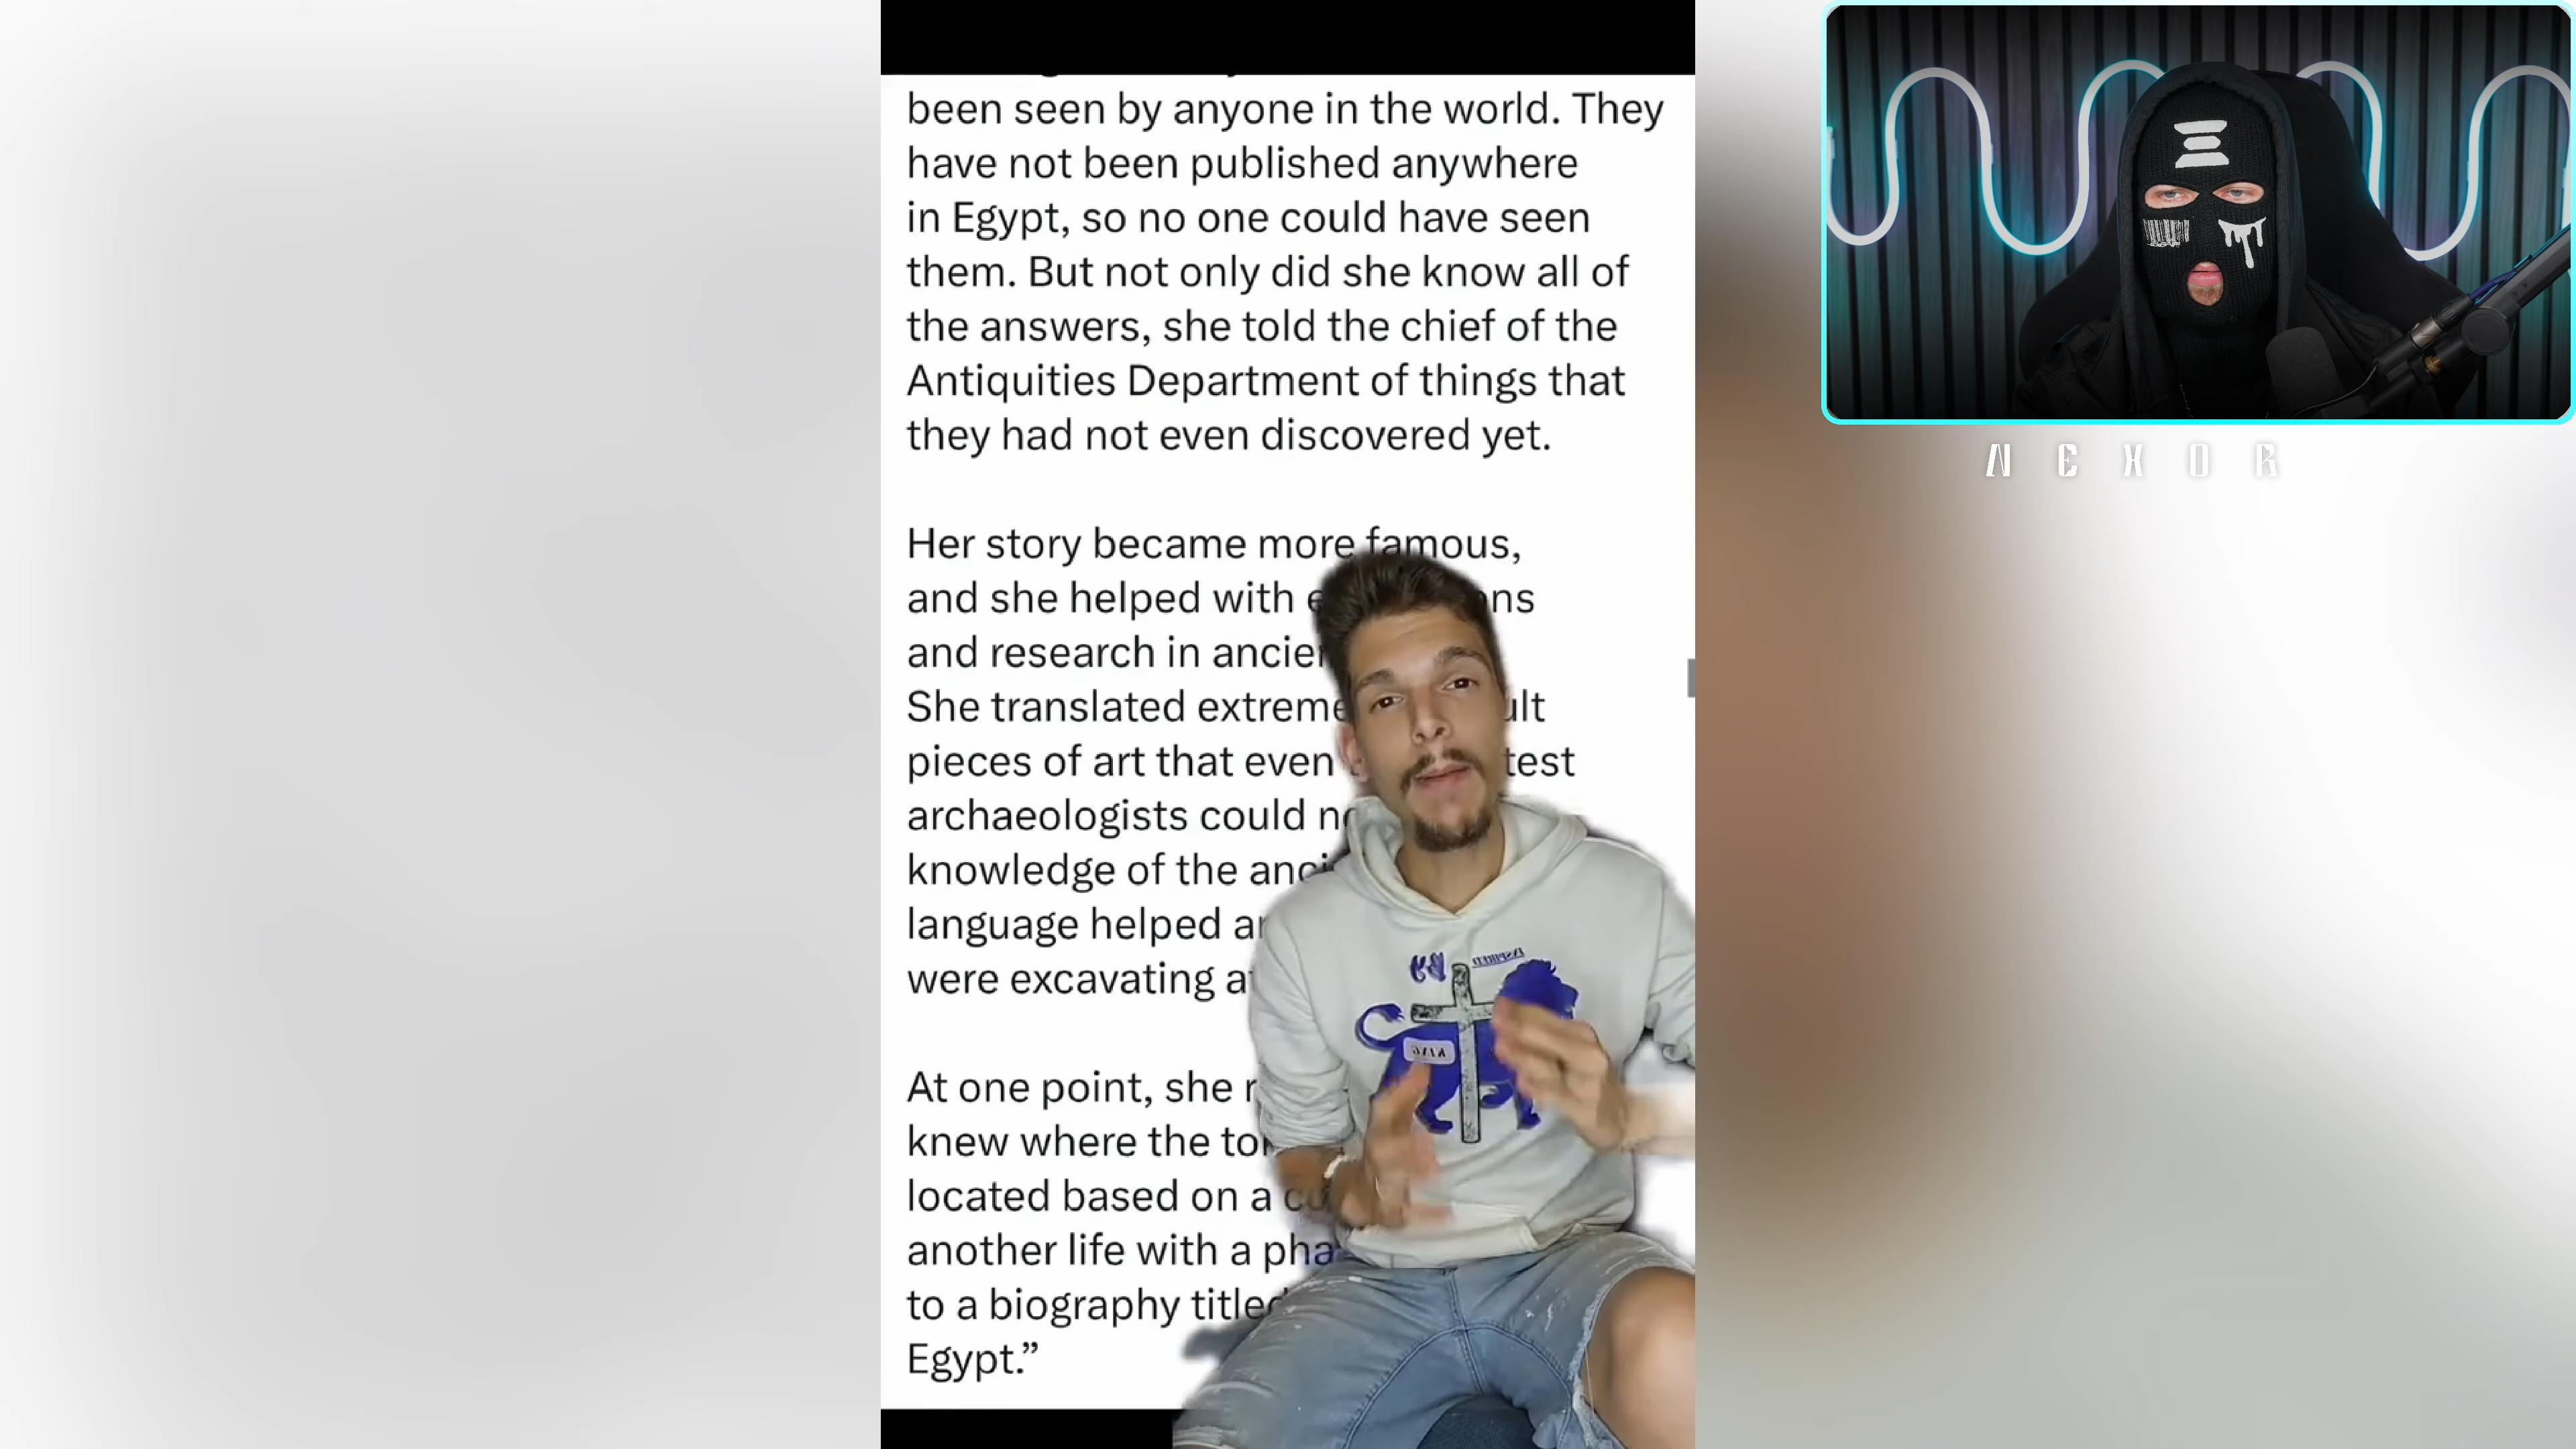 been seen by anyone in the world. They
have not been published anywhere
in Egypt, so no one could have seen
them. But not only did she know all of
the answers, she told the chief of the
Antiquities Department of things that
they had not even discovered yet.
Her story became more famous,
and she helped with
and research in
She translated
pieces of art that even
archaeologists could
knowledge of the
language helped
were excavating
At one point, she
knew where the
located based on a
another life with a
to a biography titled
Egypt.”
INSPIRED
KING
NEXOR